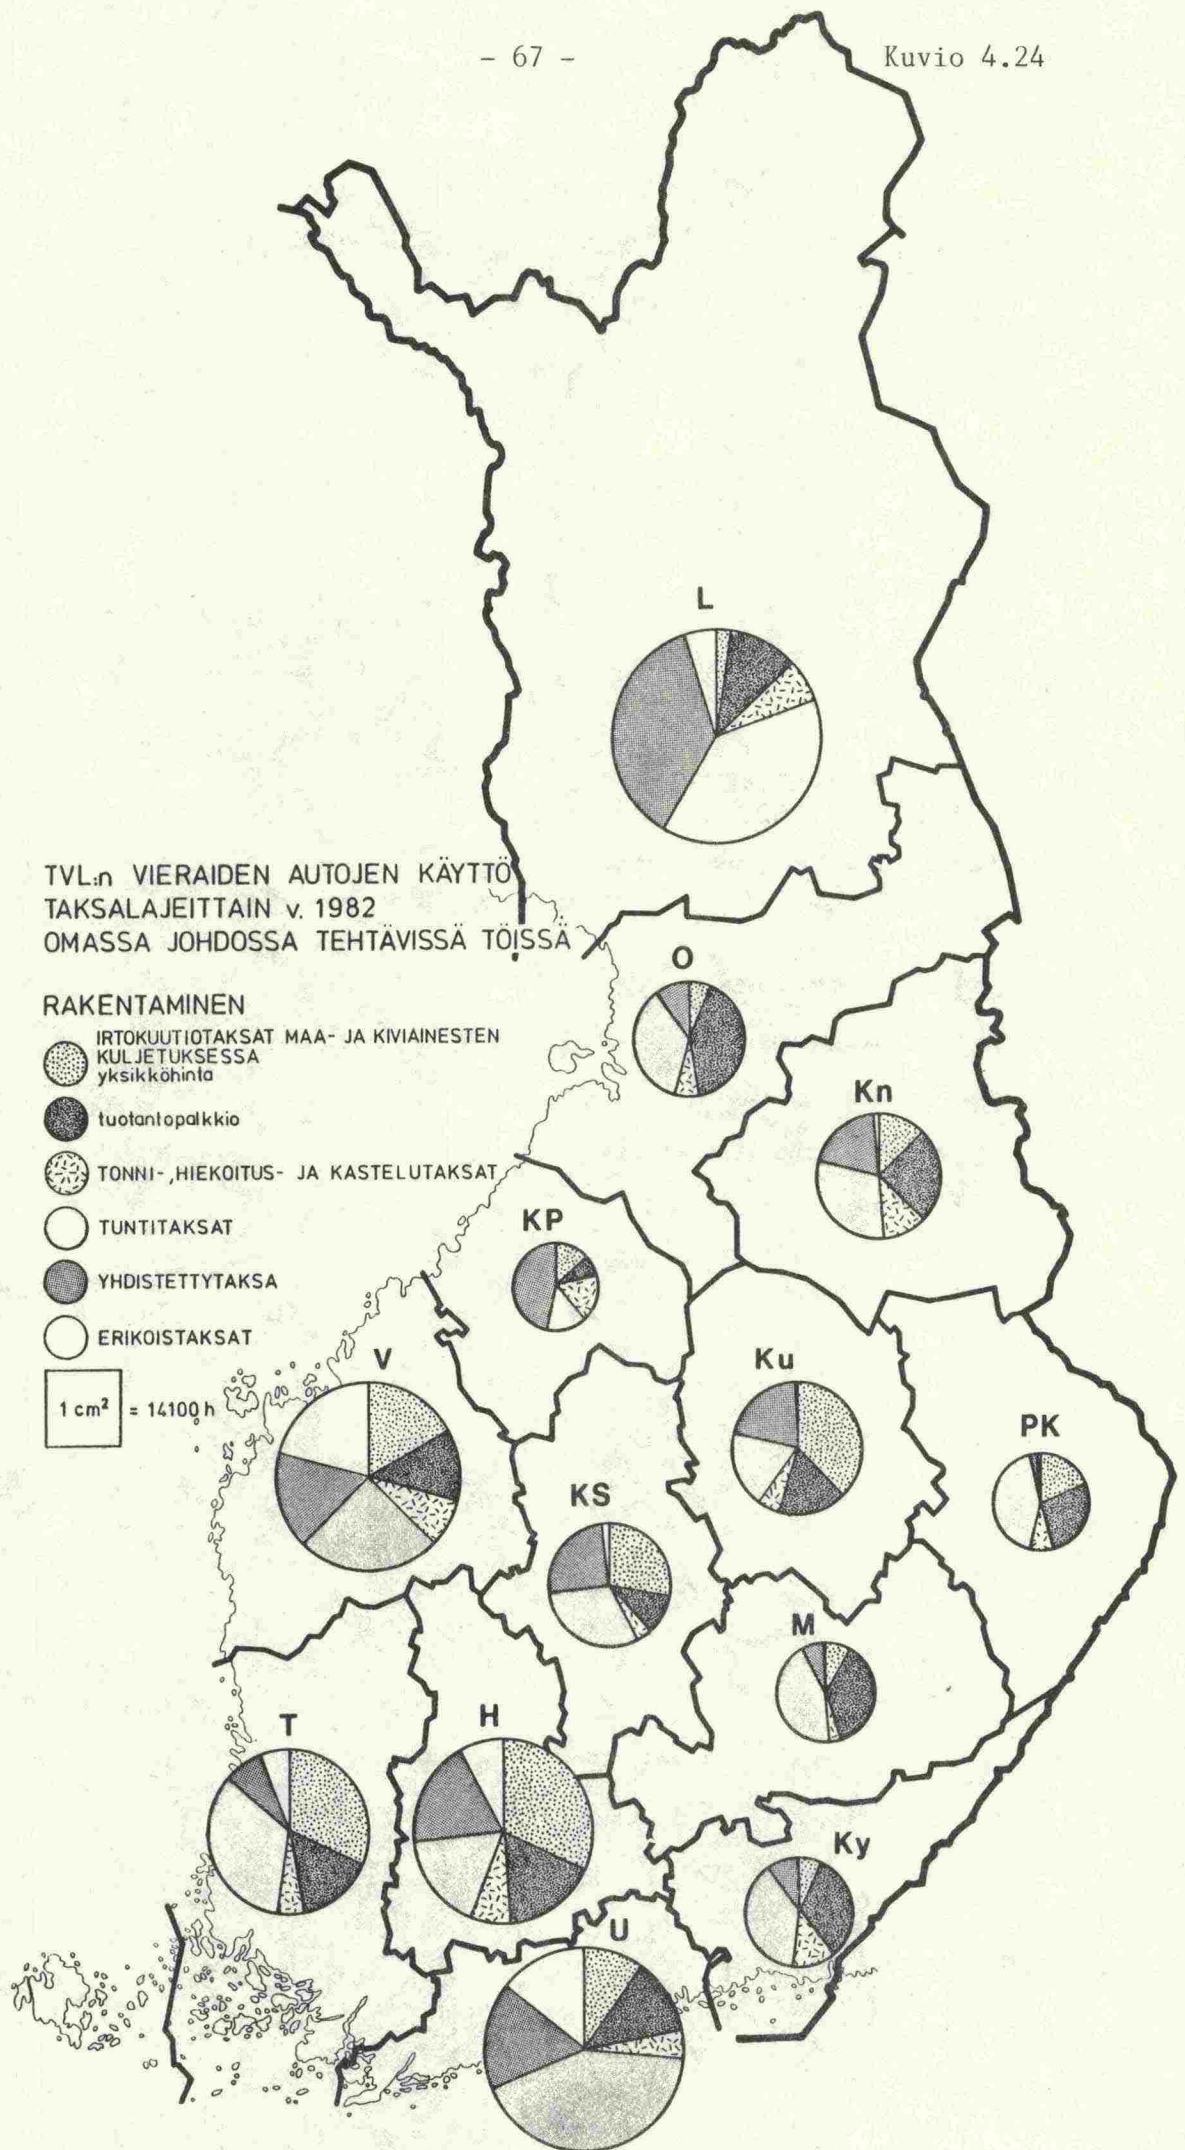 - 67 -
Kuvio 4.24
L
TVL:n VIERAIDEN AUTOJEN KÄYTTÖ
TAKSALAJEITTAIN v. 1982
OMASSA JOHDOSSA TEHTÄVISSÄ TÖISSÄ
O
RAKENTAMINEN
IRTOKUUTIOTAKSAT MAA- JA KIVIAINESTEN
KULJETUKSESSA
yksikköhinta
tuotantopalkkio
TONNI-,HIEKOITUS- JA KASTELUTAKSAT
TUNTITAKSAT
YHDISTETTYTAKSA
ERIKOISTAKSAT
1 cm² = 14100 h
Kn
KP
V
Ku
PK
KS
M
T
H
Ky
U